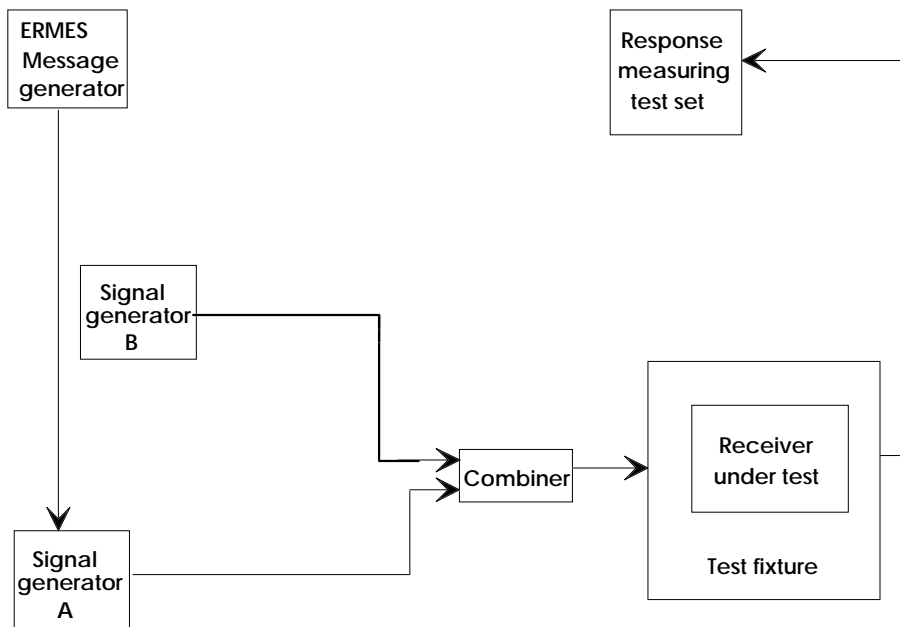 ERMES
Message
generator
Response
measuring
test set
Signal
generator
B
Combiner
Receiver
under test
Test fixture
Signal
generator
A